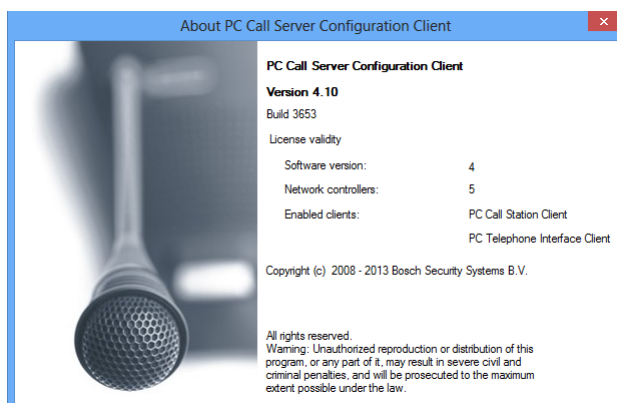 About PC Call Server Configuration Client
PC Call Server Configuration Client
Version 4.10
Build 3653
License validity
Software version: 4
Network controllers: 5
Enabled clients: PC Call Station Client
PC Telephone Interface Client
Copyright (c) 2008 - 2013 Bosch Security Systems B.V.
All rights reserved.
Warning: Unauthorized reproduction or distribution of this
program, or any part of it, may result in severe civil and
criminal penalties, and will be prosecuted to the maximum
extent possible under the law.